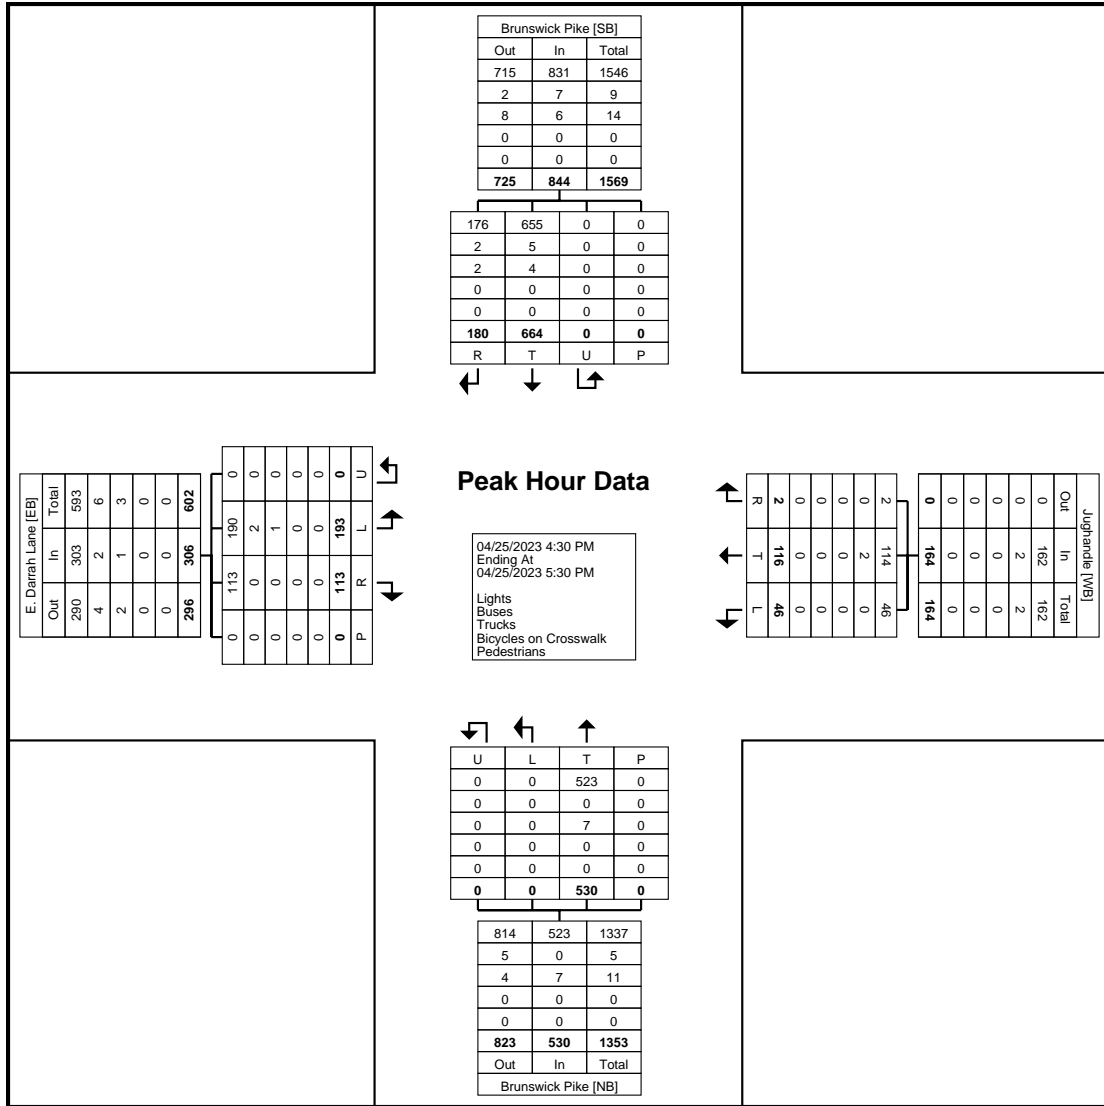 Brunswick Pike [SB]
Out In Total
715 831 1546
2 7 9
8 6 14
0 0 0
0 0 0
725 844 1569
176 655 0 0
2 5 0 0
2 4 0 0
0 0 0 0
0 0 0 0
180 664 0 0
R T U P
E. Darrah Lane [EB]
Out In Total
290 303 593
4 2 6
2 1 3
0 0 0
0 0 0
296 306 602
0 113 190 0
0 0 2 0
0 0 1 0
0 0 0 0
0 0 0 0
0 113 193 0
P R L U
Peak Hour Data
04/25/2023 4:30 PM
Ending At
04/25/2023 5:30 PM
Lights
Buses
Trucks
Bicycles on Crosswalk
Pedestrians
Jughandle [WB]
Out In Total
0 162 162
0 2 2
0 0 0
0 0 0
0 0 0
0 164 164
2 114 46
0 2 0
0 0 0
0 0 0
0 0 0
2 116 46
R T L
U L T P
0 0 523 0
0 0 0 0
0 0 7 0
0 0 0 0
0 0 0 0
0 0 530 0
814 523 1337
5 0 5
4 7 11
0 0 0
0 0 0
823 530 1353
Out In Total
Brunswick Pike [NB]